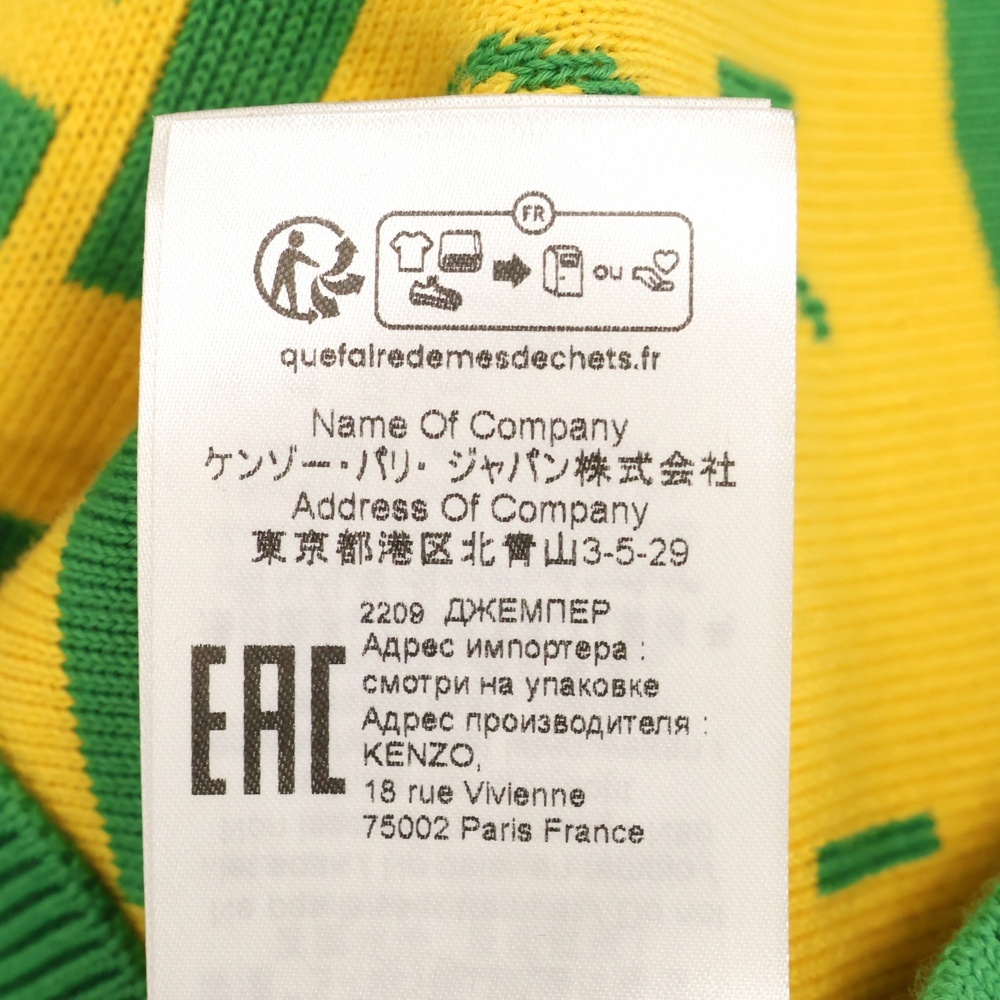 FR
ou
quefairedemesdechets.fr
Name Of Company
ケンゾー・パリ・ジャパン株式会社
Address Of Company
東京都港区北青山3-5-29
EAC
2209 ДЖЕМПЕР
Адрес импортера :
смотри на упаковке
Адрес производителя :
KENZO,
18 rue Vivienne
75002 Paris France